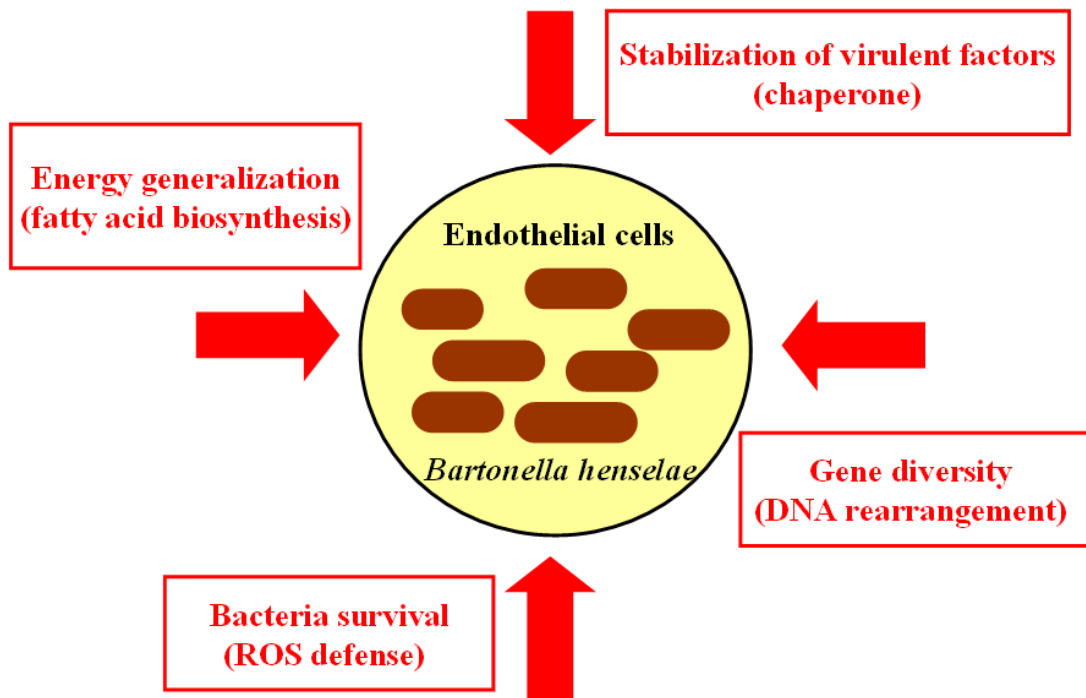 Stabilization of virulent factors
(chaperone)
Energy generalization
(fatty acid biosynthesis)
Endothelial cells
Bartonella henselae
Gene diversity
(DNA rearrangement)
Bacteria survival
(ROS defense)